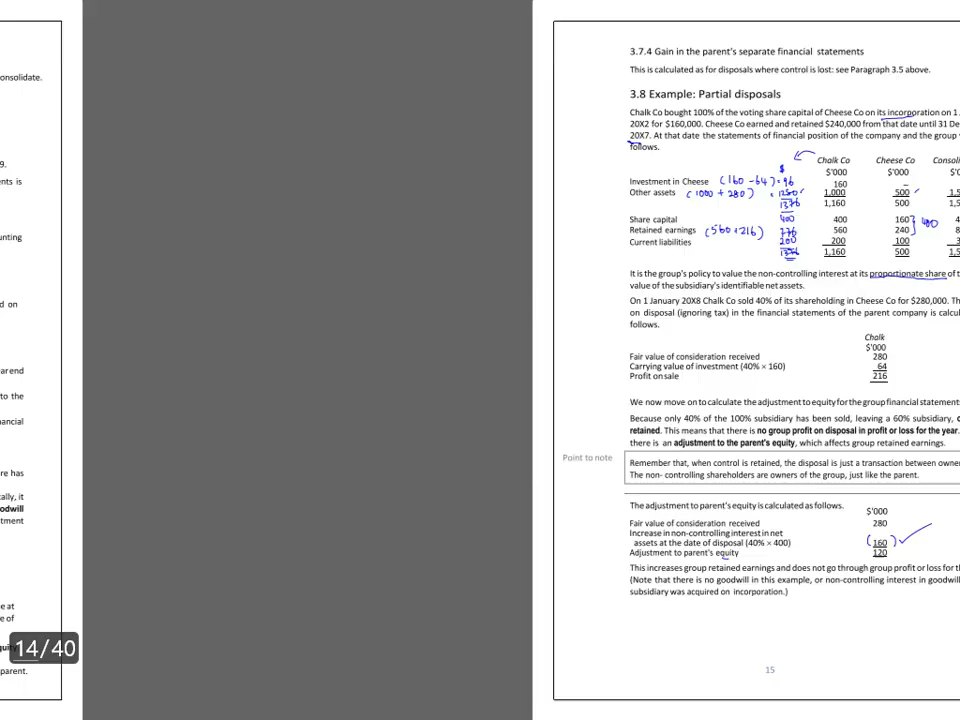 onsolidate.
9.
ents is
unting
d on
ar end
to the
nancial
re has
cally, it
odwill
tment
e at
e of
quity
parent.
14/40
3.7.4 Gain in the parent's separate financial statements
This is calculated as for disposals where control is lost: see Paragraph 3.5 above.
3.8 Example: Partial disposals
Chalk Co bought 100% of the voting share capital of Cheese Co on its incorporation on 1
20X2 for $160,000. Cheese Co earned and retained $240,000 from that date until 31 De
20X7. At that date the statements of financial position of the company and the group
follows.
$ Chalk Co Cheese Co Consoli
$'000 $'000 $'0
Investment in Cheese (160 - 64) = 96 160 –
Other assets (1000 + 280) = 1280 1,000 500 1,5
1376 1,160 500 1,5
Share capital 400 400 160 400 4
Retained earnings (560+216) 776 560 240 8
Current liabilities 200 200 100 3
1376 1,160 500 1,5
It is the group's policy to value the non-controlling interest at its proportionate share of t
value of the subsidiary's identifiable net assets.
On 1 January 20X8 Chalk Co sold 40% of its shareholding in Cheese Co for $280,000. Th
on disposal (ignoring tax) in the financial statements of the parent company is calcu
follows.
Chalk
$'000
Fair value of consideration received 280
Carrying value of investment (40% × 160) 64
Profit on sale 216
We now move on to calculate the adjustment to equity for the group financial statement
Because only 40% of the 100% subsidiary has been sold, leaving a 60% subsidiary, c
retained. This means that there is no group profit on disposal in profit or loss for the year.
there is an adjustment to the parent's equity, which affects group retained earnings.
Point to note
Remember that, when control is retained, the disposal is just a transaction between owne
The non- controlling shareholders are owners of the group, just like the parent.
The adjustment to parent's equity is calculated as follows.
$'000
Fair value of consideration received 280
Increase in non-controlling interest in net
assets at the date of disposal (40% × 400) (160)
Adjustment to parent's equity 120
This increases group retained earnings and does not go through group profit or loss for th
(Note that there is no goodwill in this example, or non-controlling interest in goodwil
subsidiary was acquired on incorporation.)
15